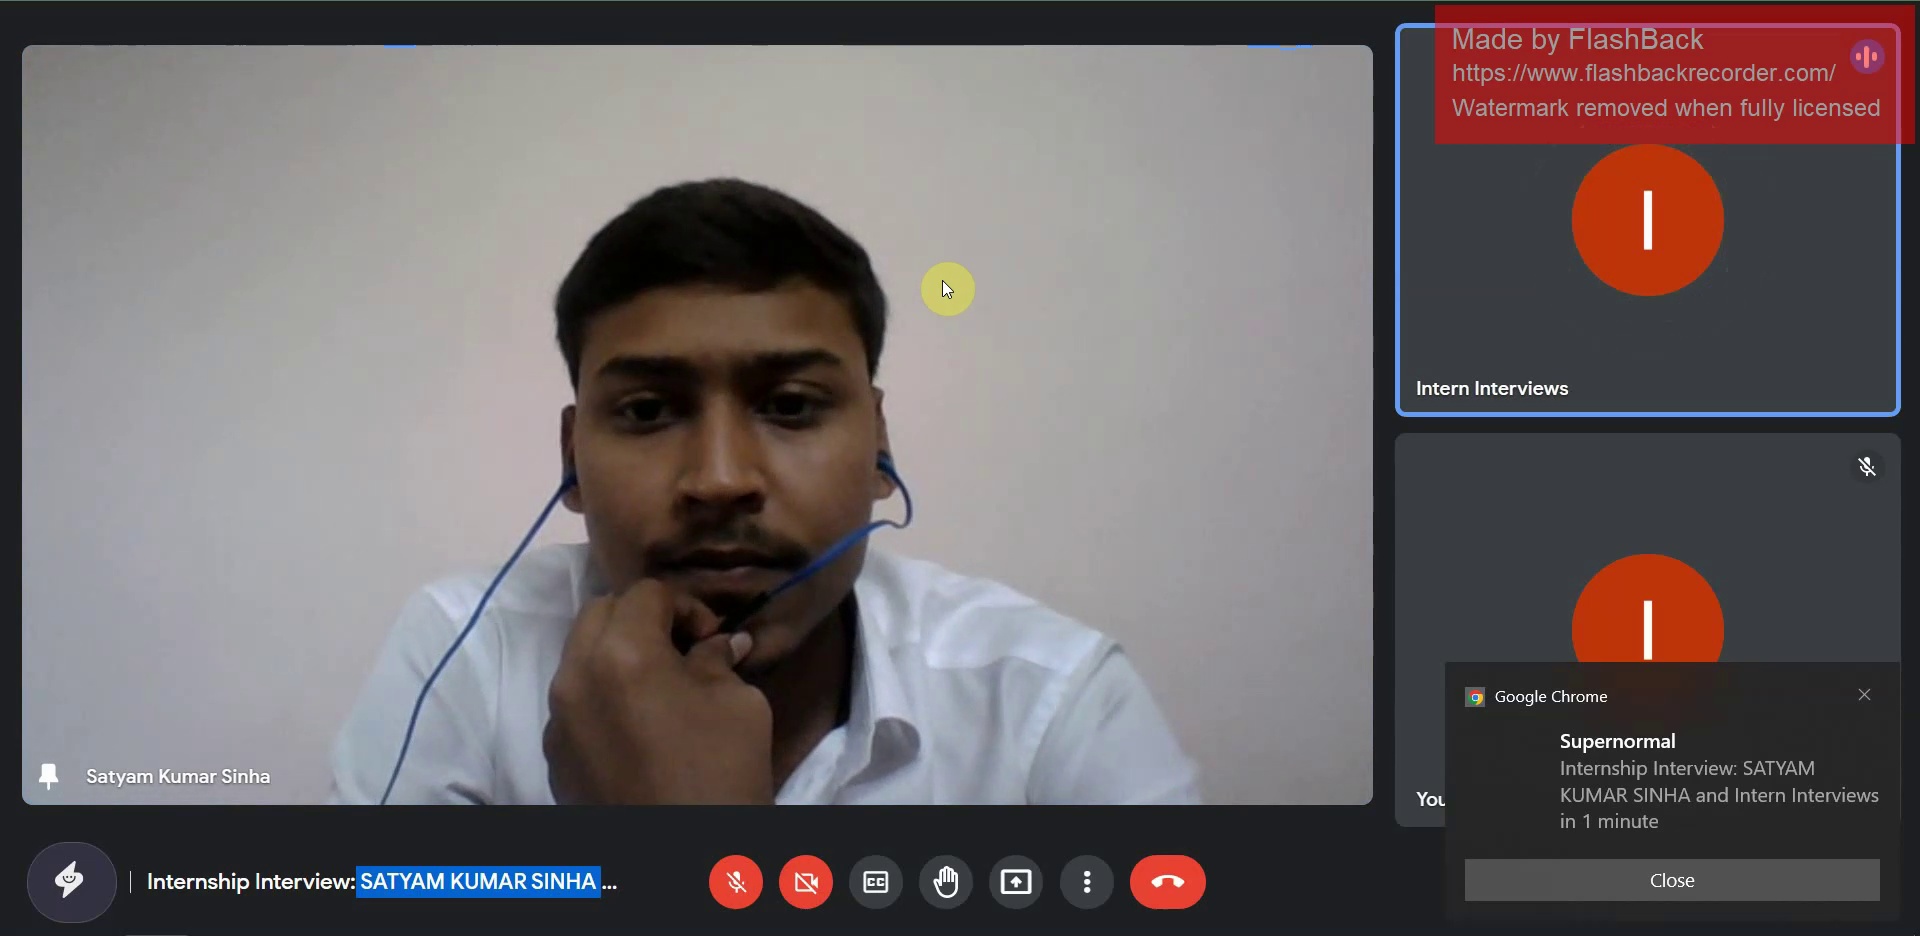 Made by FlashBack
https://www.flashbackrecorder.com/
Watermark removed when fully licensed
I
Intern Interviews
I
You
Satyam Kumar Sinha
Google Chrome
Supernormal
Internship Interview: SATYAM
KUMAR SINHA and Intern Interviews
in 1 minute
Close
Internship Interview: SATYAM KUMAR SINHA ...
CC